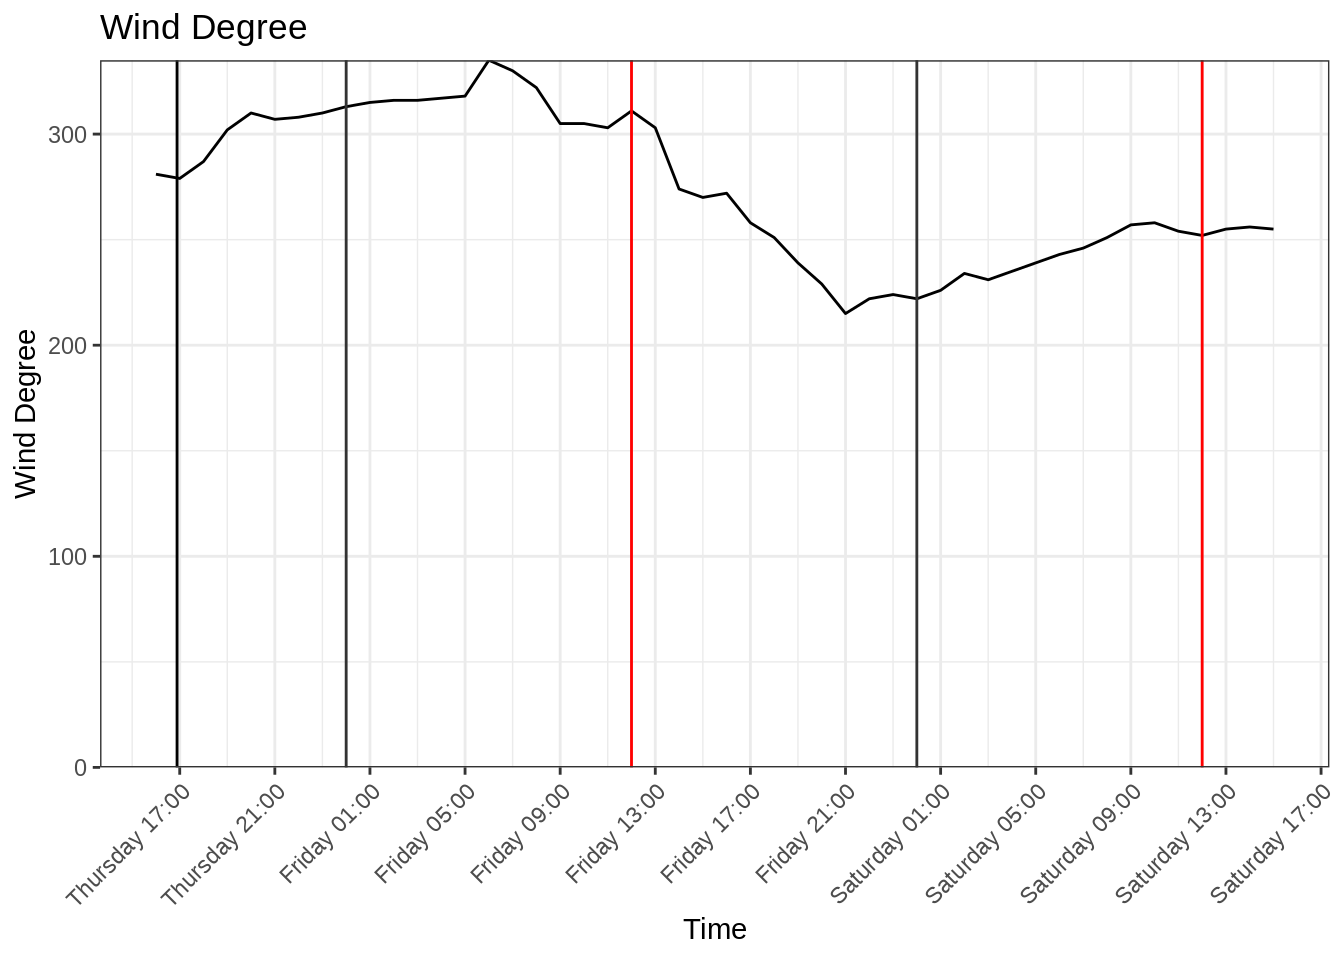 Wind Degree
Wind Degree
300
200
100
0
Thursday 17:00
Thursday 21:00
Friday 01:00
Friday 05:00
Friday 09:00
Friday 13:00
Friday 17:00
Friday 21:00
Saturday 01:00
Saturday 05:00
Saturday 09:00
Saturday 13:00
Saturday 17:00
Time